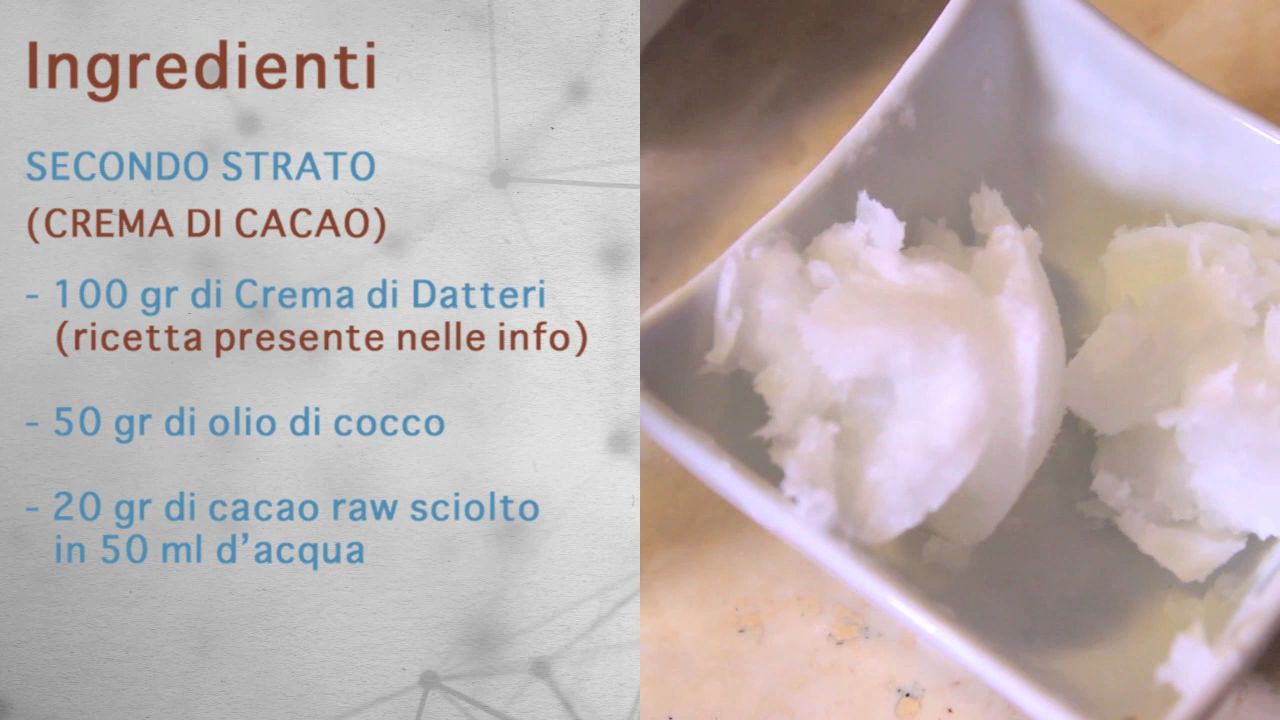 Ingredienti
SECONDO STRATO
(CREMA DI CACAO)
- 100 gr di Crema di Datteri
(ricetta presente nelle info)
- 50 gr di olio di cocco
- 20 gr di cacao raw sciolto
in 50 ml d’acqua